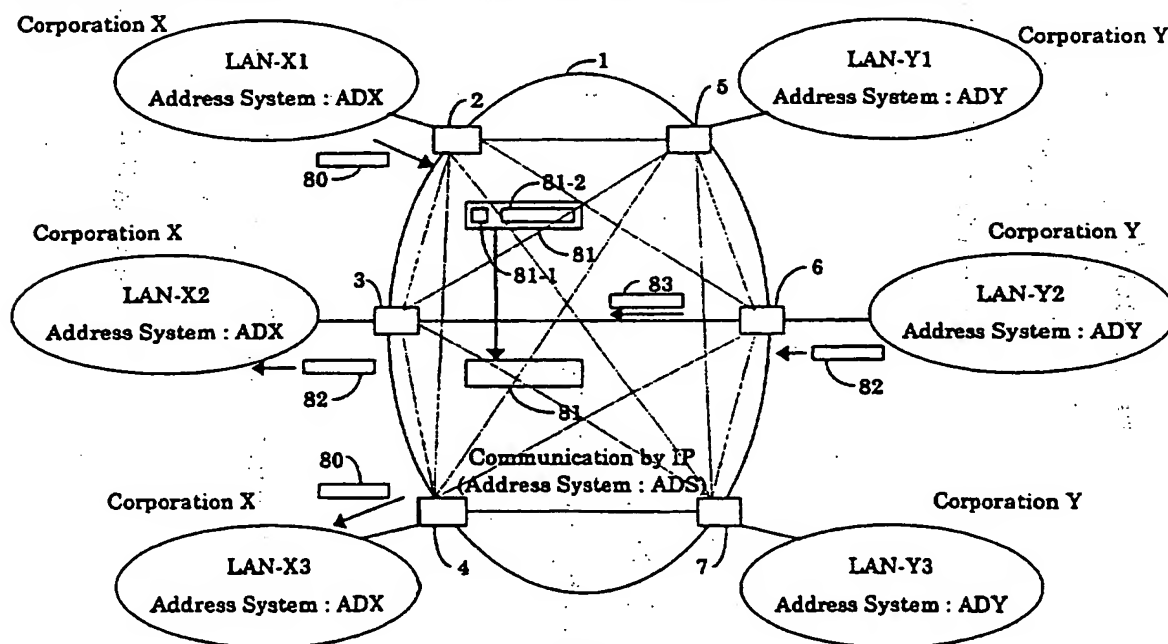 Corporation X
LAN-X1
Address System : ADX
1
Corporation Y
LAN-Y1
Address System : ADY
2
5
80
81-2
81
81-1
Corporation X
LAN-X2
Address System : ADX
3
83
6
Corporation Y
LAN-Y2
Address System : ADY
82
82
81
80
Communication by IP
(Address System : ADS)
Corporation X
LAN-X3
Address System : ADX
4
7
Corporation Y
LAN-Y3
Address System : ADY